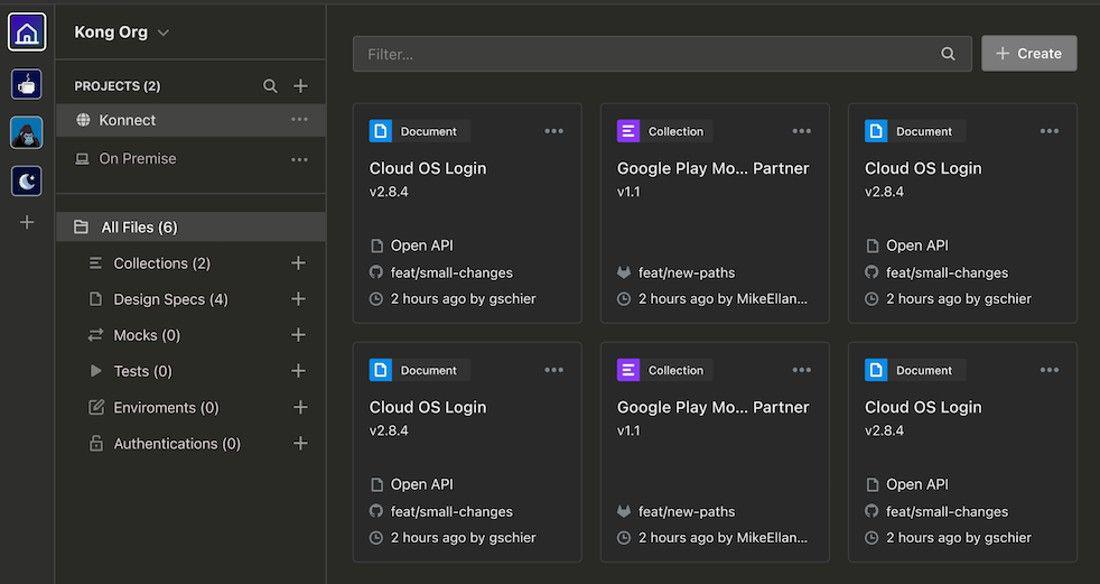 Kong Org
PROJECTS (2)
Konnect
On Premise
All Files (6)
Collections (2)
Design Specs (4)
Mocks (0)
Tests (0)
Enviroments (0)
Authentications (0)
Filter...
Create
Document
Cloud OS Login
v2.8.4
Open API
feat/small-changes
2 hours ago by gschier
Collection
Google Play Mo... Partner
v1.1
feat/new-paths
2 hours ago by MikeEllan...
Document
Cloud OS Login
v2.8.4
Open API
feat/small-changes
2 hours ago by gschier
Document
Cloud OS Login
v2.8.4
Open API
feat/small-changes
2 hours ago by gschier
Collection
Google Play Mo... Partner
v1.1
feat/new-paths
2 hours ago by MikeEllan...
Document
Cloud OS Login
v2.8.4
Open API
feat/small-changes
2 hours ago by gschier